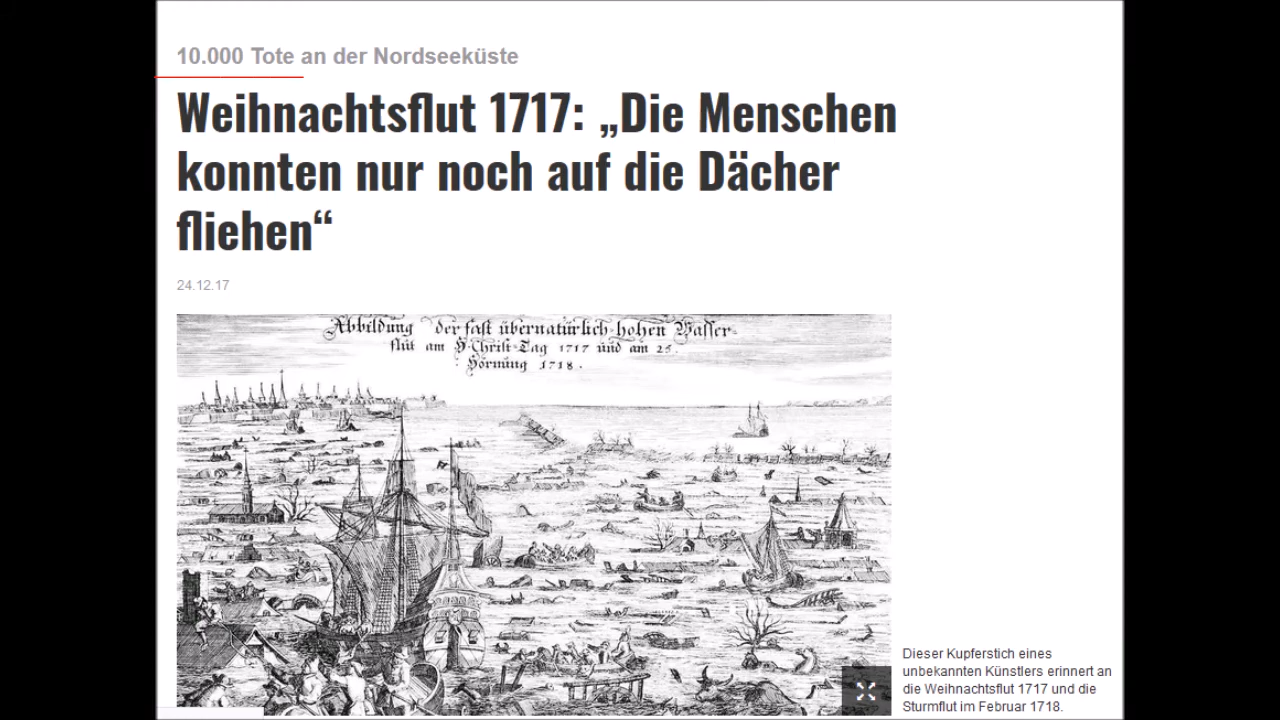 10.000 Tote an der Nordseeküste
Weihnachtsflut 1717: „Die Menschen
konnten nur noch auf die Dächer
fliehen“
24.12.17
Abbildung der fast übernatürlich hohen Wasser-
flut am H. Christ-Tag 1717 und am 25.
Hornung 1718.
Dieser Kupferstich eines
unbekannten Künstlers erinnert an
die Weihnachtsflut 1717 und die
Sturmflut im Februar 1718.